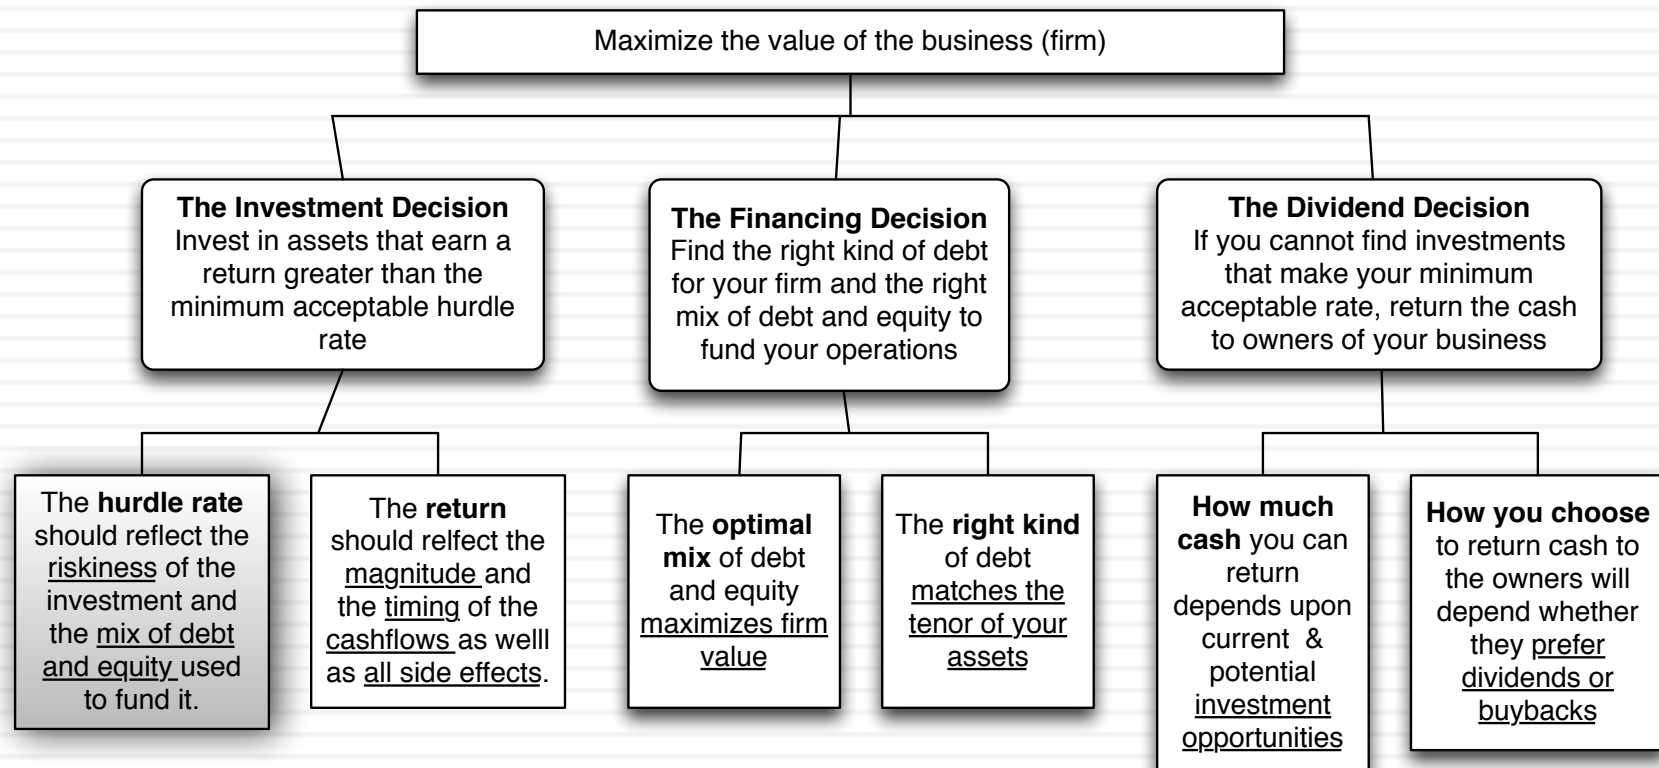 Maximize the value of the business (firm)
The Investment Decision
Invest in assets that earn a
return greater than the
minimum acceptable hurdle
rate
The Financing Decision
Find the right kind of debt
for your firm and the right
mix of debt and equity to
fund your operations
The Dividend Decision
If you cannot find investments
that make your minimum
acceptable rate, return the cash
to owners of your business
The hurdle rate
should reflect the
riskiness of the
investment and
the mix of debt
and equity used
to fund it.
The return
should relfect the
magnitude and
the timing of the
cashflows as welll
as all side effects.
The optimal
mix of debt
and equity
maximizes firm
value
The right kind
of debt
matches the
tenor of your
assets
How much
cash you can
return
depends upon
current &
potential
investment
opportunities
How you choose
to return cash to
the owners will
depend whether
they prefer
dividends or
buybacks